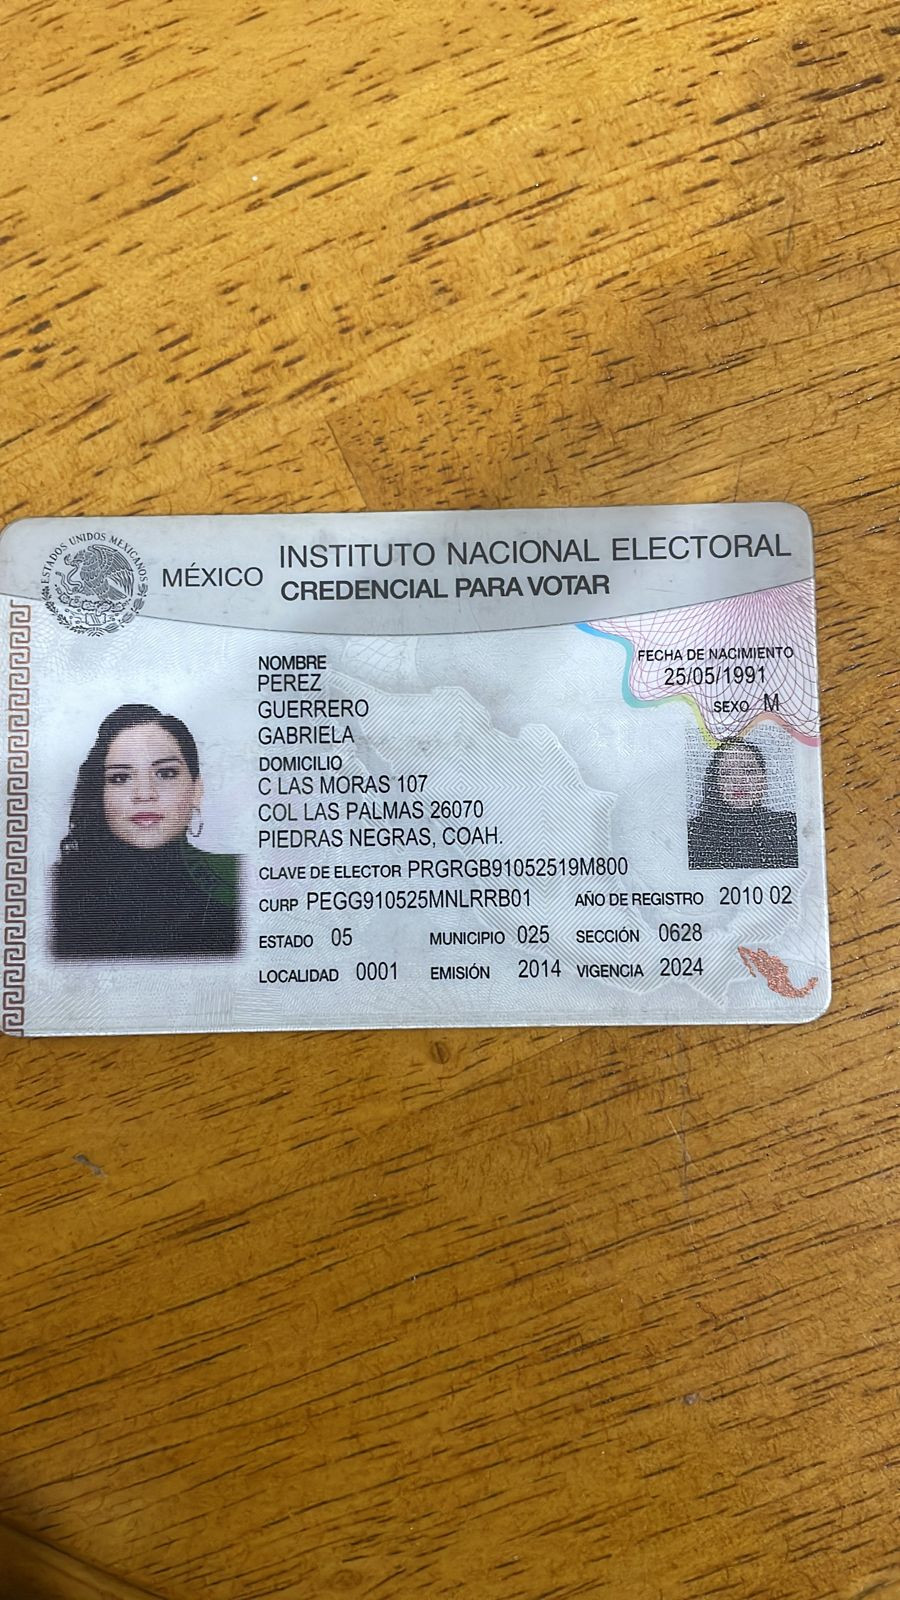 ESTADOS UNIDOS MEXICANOS
MÉXICO
INSTITUTO NACIONAL ELECTORAL
CREDENCIAL PARA VOTAR
NOMBRE
PEREZ
GUERRERO
GABRIELA
FECHA DE NACIMIENTO
25/05/1991
SEXO M
DOMICILIO
C LAS MORAS 107
COL LAS PALMAS 26070
PIEDRAS NEGRAS, COAH.
CLAVE DE ELECTOR PRGRGB91052519M800
CURP PEGG910525MNLRRB01 AÑO DE REGISTRO 2010 02
ESTADO 05 MUNICIPIO 025 SECCIÓN 0628
LOCALIDAD 0001 EMISIÓN 2014 VIGENCIA 2024